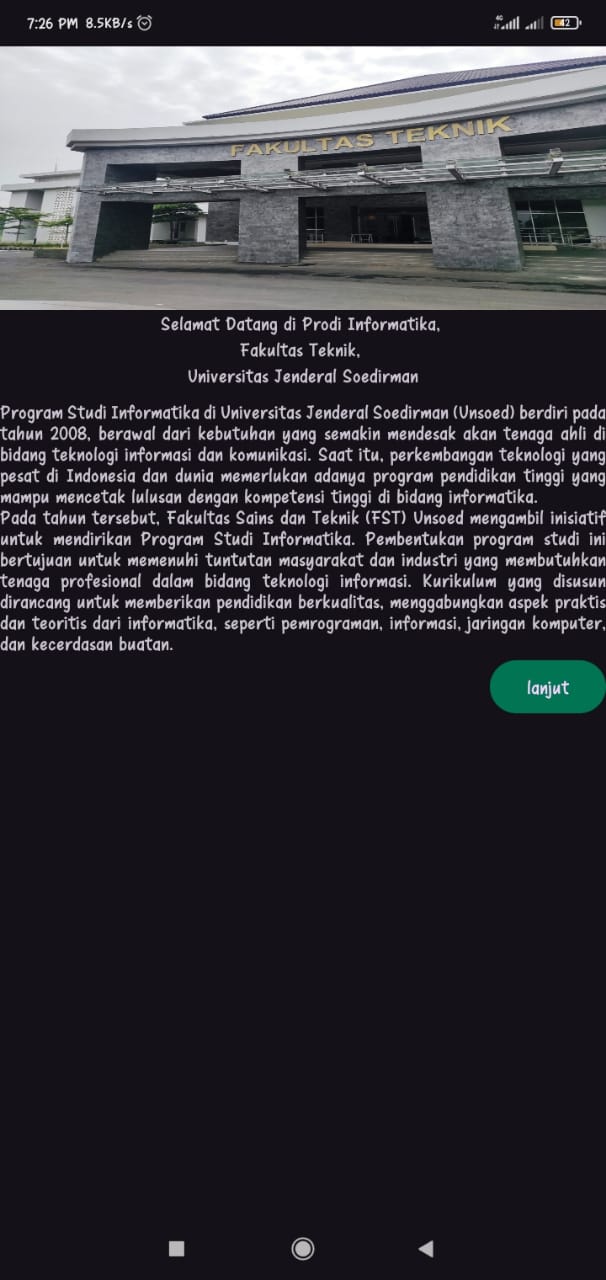 7:26 PM 8.5KB/s
4G
42
FAKULTAS TEKNIK
Selamat Datang di Prodi Informatika,
Fakultas Teknik,
Universitas Jenderal Soedirman
Program Studi Informatika di Universitas Jenderal Soedirman (Unsoed) berdiri pada
tahun 2008, berawal dari kebutuhan yang semakin mendesak akan tenaga ahli di
bidang teknologi informasi dan komunikasi. Saat itu, perkembangan teknologi yang
pesat di Indonesia dan dunia memerlukan adanya program pendidikan tinggi yang
mampu mencetak lulusan dengan kompetensi tinggi di bidang informatika.
Pada tahun tersebut, Fakultas Sains dan Teknik (FST) Unsoed mengambil inisiatif
untuk mendirikan Program Studi Informatika. Pembentukan program studi ini
bertujuan untuk memenuhi tuntutan masyarakat dan industri yang membutuhkan
tenaga profesional dalam bidang teknologi informasi. Kurikulum yang disusun
dirancang untuk memberikan pendidikan berkualitas, menggabungkan aspek praktis
dan teoritis dari informatika, seperti pemrograman, informasi, jaringan komputer,
dan kecerdasan buatan.
lanjut